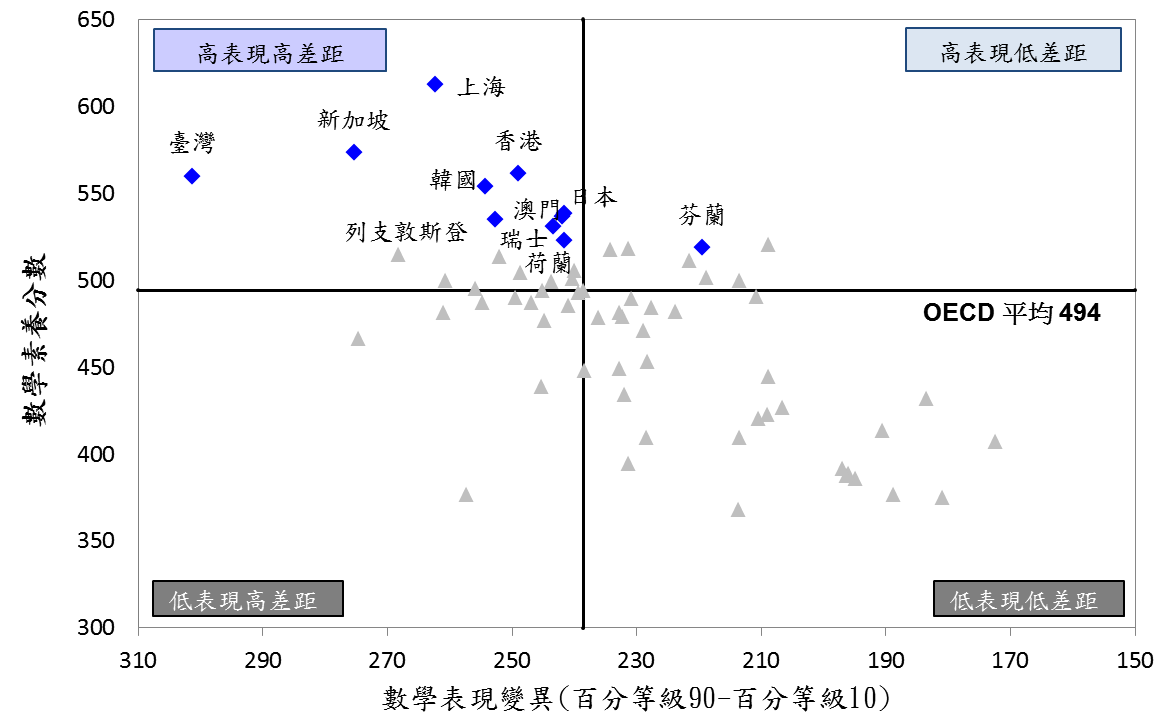 650
600
550
500
450
400
350
300
數學素養分數
高表現高差距
高表現低差距
上海
新加坡
臺灣
香港
韓國
日本
澳門
芬蘭
列支敦斯登
瑞士
荷蘭
OECD 平均 494
低表現高差距
低表現低差距
310 290 270 250 230 210 190 170 150
數學表現變異(百分等級90-百分等級10)